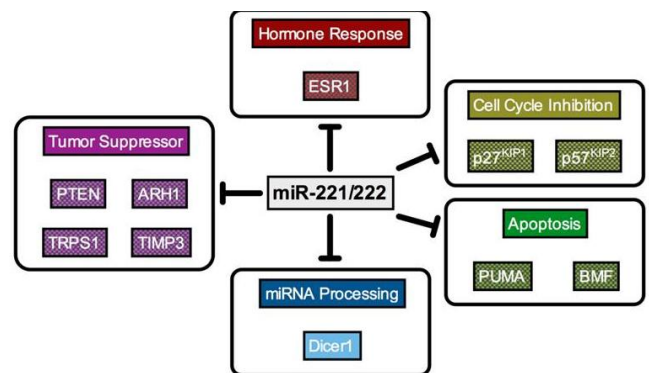 Hormone Response
ESR1
Cell Cycle Inhibition
p27KIP1 p57KIP2
Tumor Suppressor
PTEN ARH1
TRPS1 TIMP3
miR-221/222
Apoptosis
PUMA BMF
miRNA Processing
Dicer1